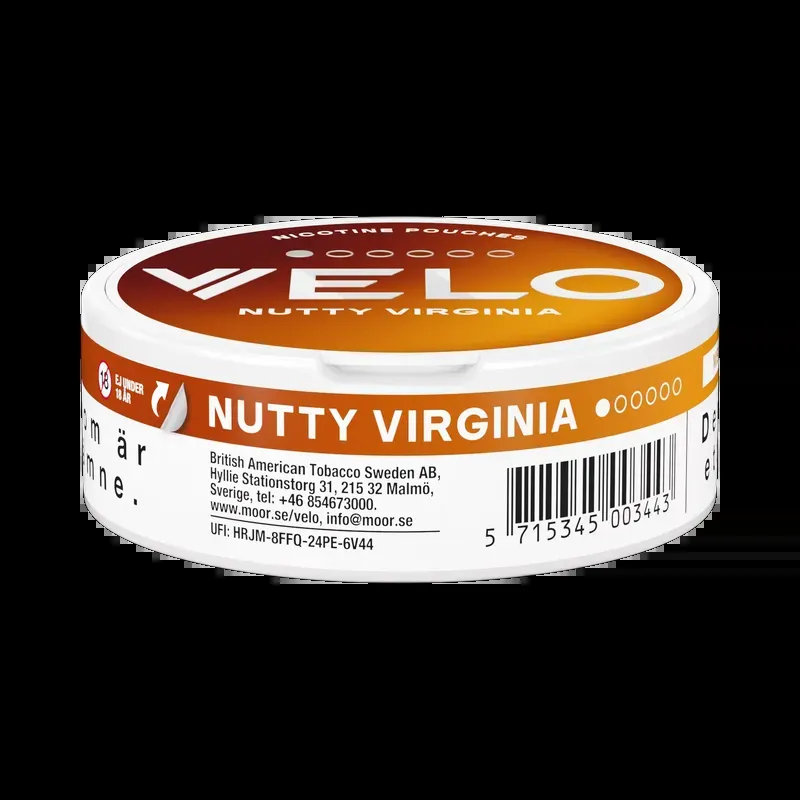 NICOTINE POUCHES
VELO
NUTTY VIRGINIA
18
EJ UNDER
18 ÅR
NUTTY VIRGINIA
är
British American Tobacco Sweden AB,
Hyllie Stationstorg 31, 215 32 Malmö,
Sverige, tel: +46 854673000.
www.moor.se/velo, info@moor.se
UFI: HRJM-8FFQ-24PE-6V44
5 715345 003443